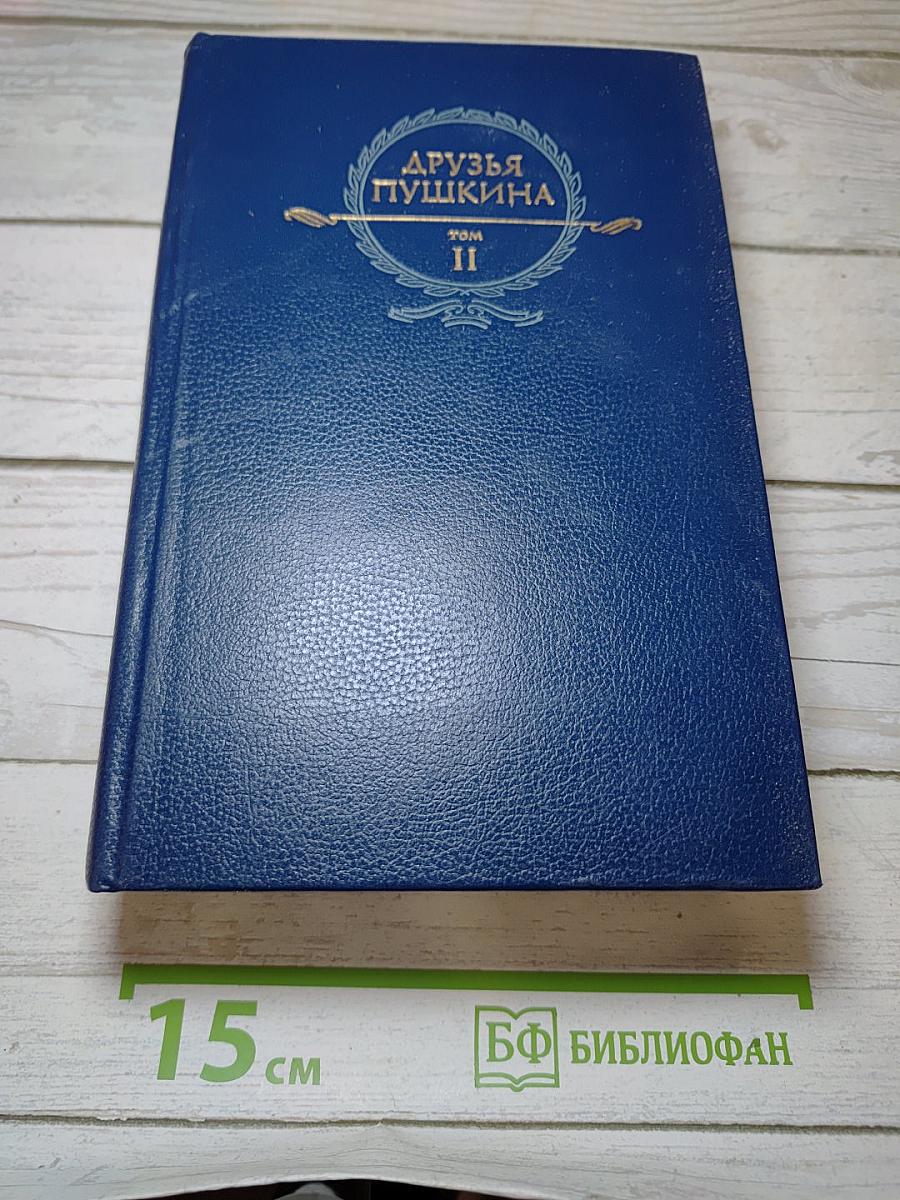 ДРУЗЬЯ
ПУШКИНА
ТОМ
II
15 см
БФ БИБЛИОФАН